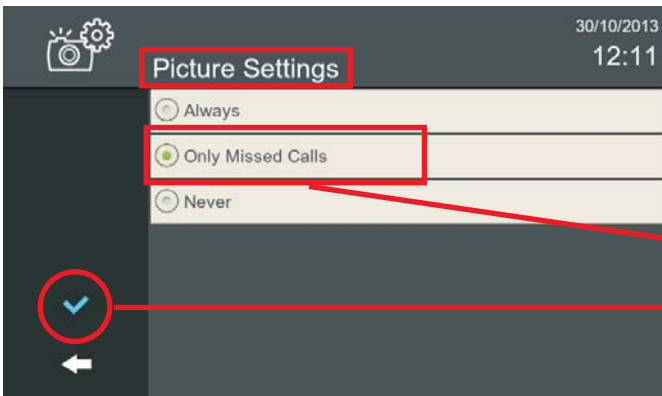 30/10/2013
12:11
Picture Settings
Always
Only Missed Calls
Never